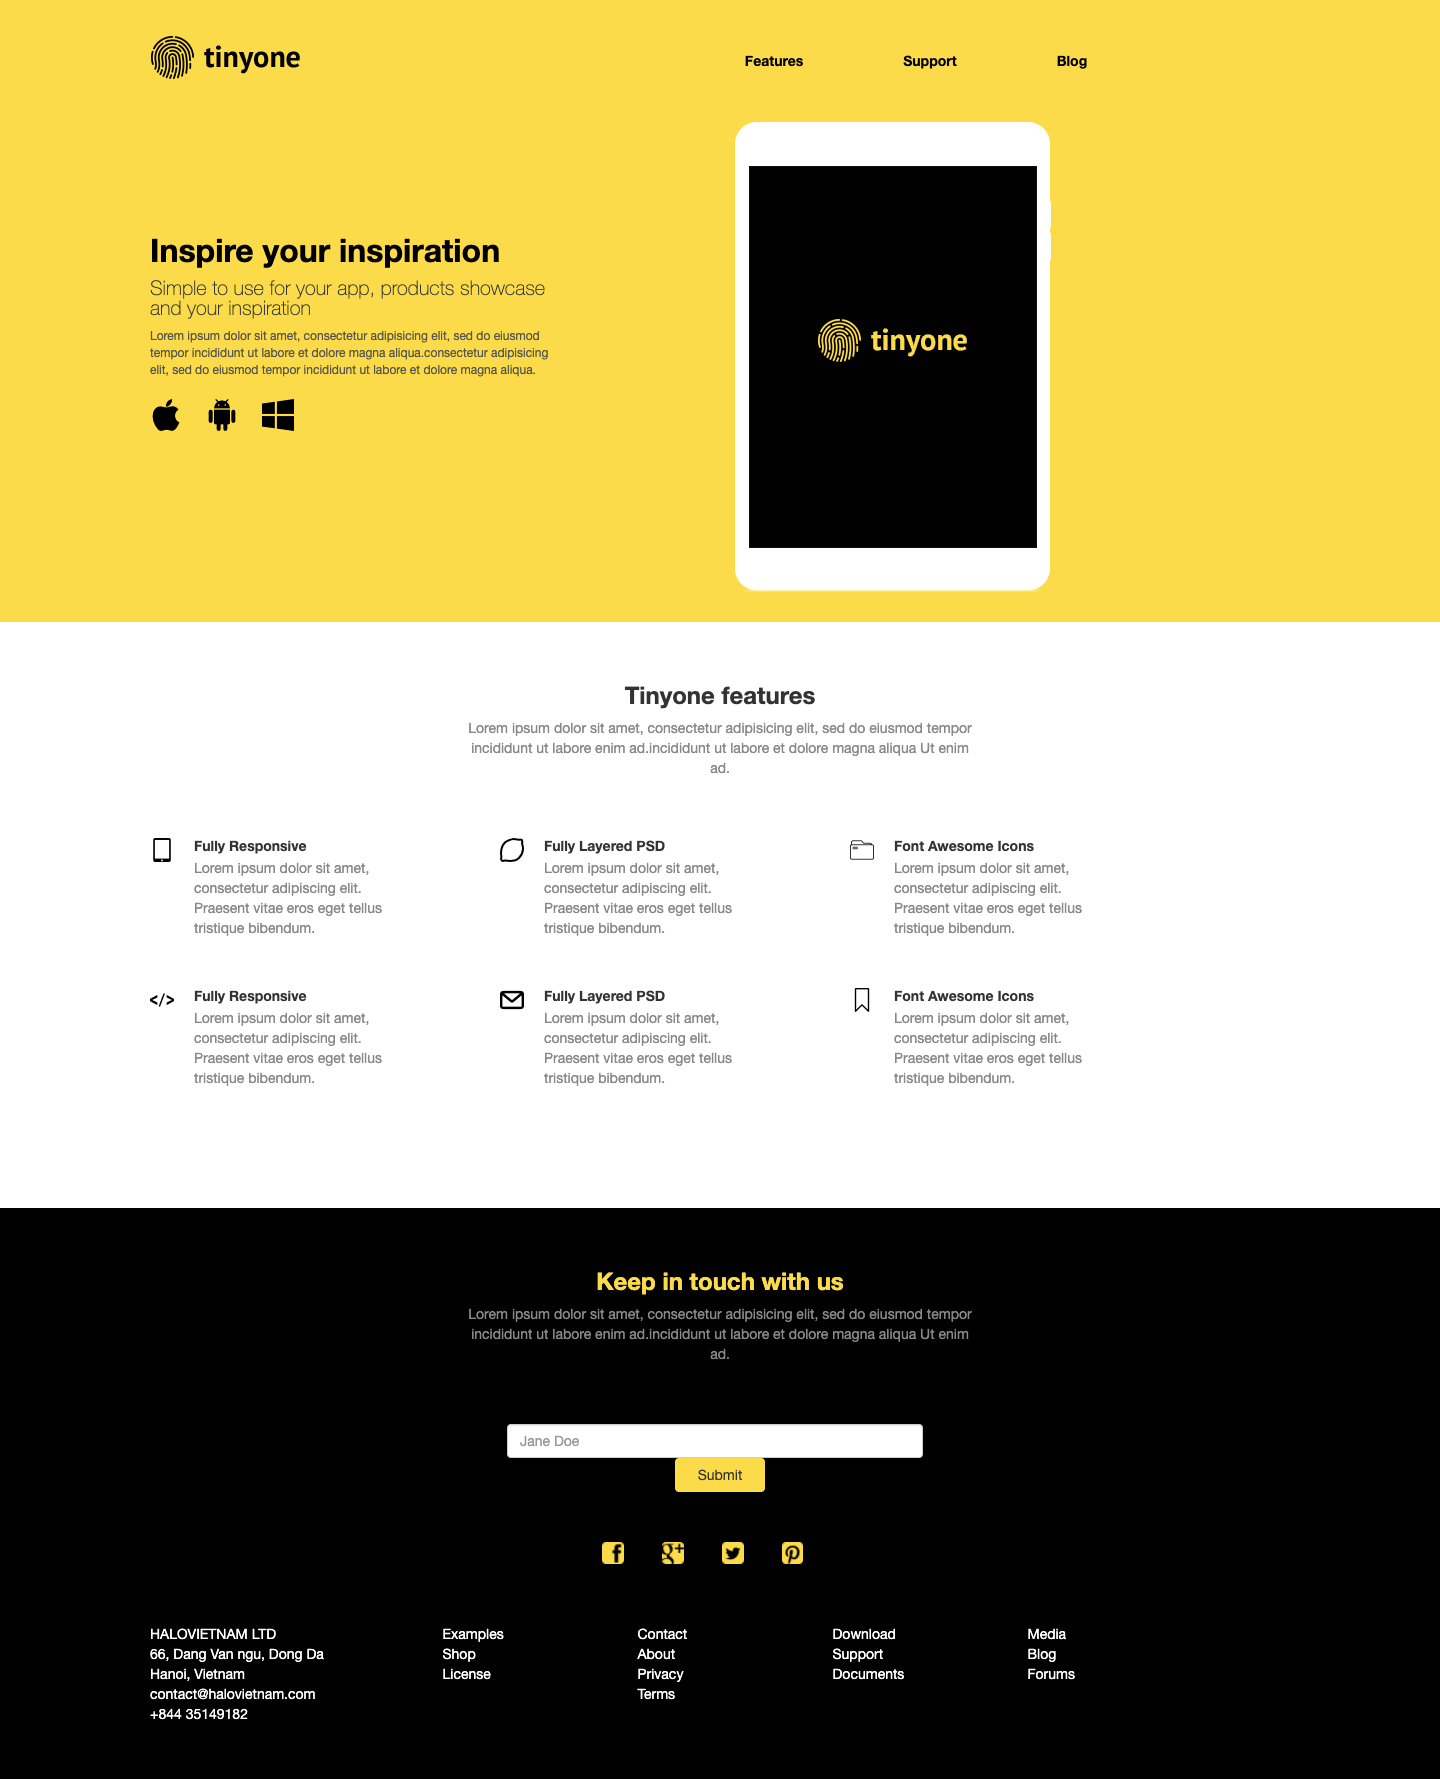 tinyone
Features
Support
Blog
Inspire your inspiration
Simple to use for your app, products showcase
and your inspiration
Lorem ipsum dolor sit amet, consectetur adipisicing elit, sed do eiusmod
tempor incididunt ut labore et dolore magna aliqua.consectetur adipisicing
elit, sed do eiusmod tempor incididunt ut labore et dolore magna aliqua.
tinyone
Tinyone features
Lorem ipsum dolor sit amet, consectetur adipisicing elit, sed do eiusmod tempor
incididunt ut labore enim ad.incididunt ut labore et dolore magna aliqua Ut enim
ad.
Fully Responsive
Lorem ipsum dolor sit amet,
consectetur adipiscing elit.
Praesent vitae eros eget tellus
tristique bibendum.
Fully Layered PSD
Lorem ipsum dolor sit amet,
consectetur adipiscing elit.
Praesent vitae eros eget tellus
tristique bibendum.
Font Awesome Icons
Lorem ipsum dolor sit amet,
consectetur adipiscing elit.
Praesent vitae eros eget tellus
tristique bibendum.
Fully Responsive
Lorem ipsum dolor sit amet,
consectetur adipiscing elit.
Praesent vitae eros eget tellus
tristique bibendum.
Fully Layered PSD
Lorem ipsum dolor sit amet,
consectetur adipiscing elit.
Praesent vitae eros eget tellus
tristique bibendum.
Font Awesome Icons
Lorem ipsum dolor sit amet,
consectetur adipiscing elit.
Praesent vitae eros eget tellus
tristique bibendum.
Keep in touch with us
Lorem ipsum dolor sit amet, consectetur adipisicing elit, sed do eiusmod tempor
incididunt ut labore enim ad.incididunt ut labore et dolore magna aliqua Ut enim
ad.
Jane Doe
Submit
HALOVIETNAM LTD
66, Dang Van ngu, Dong Da
Hanoi, Vietnam
contact@halovietnam.com
+844 35149182
Examples
Shop
License
Contact
About
Privacy
Terms
Download
Support
Documents
Media
Blog
Forums